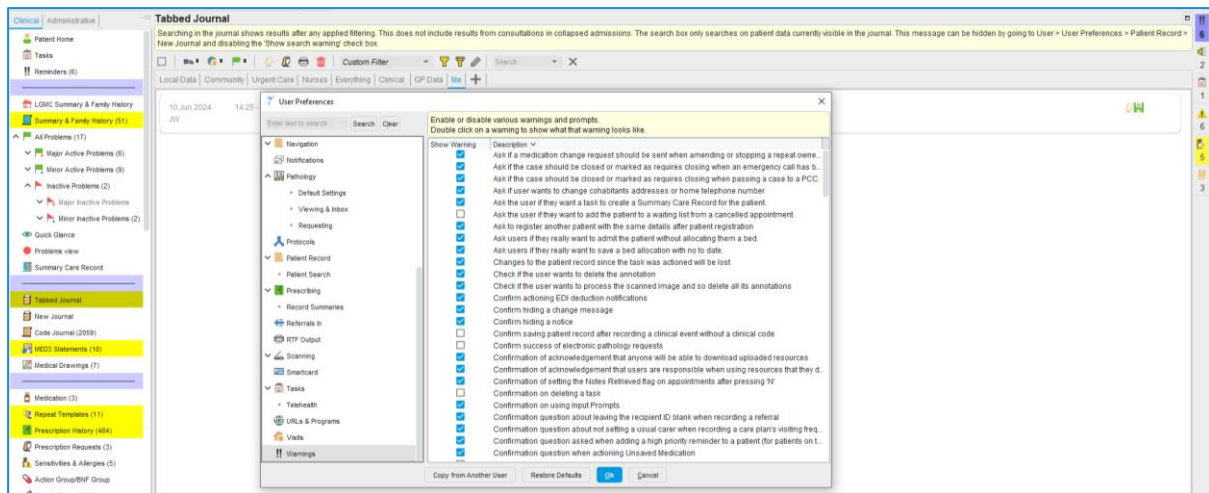 Clinical Administrative
Patient Home
Tasks
Reminders (6)
LGMC Summary & Family History
Summary & Family History (51)
All Problems (17)
Major Active Problems (6)
Minor Active Problems (9)
Inactive Problems (2)
Major Inactive Problems
Minor Inactive Problems (2)
Quick Glance
Problems view
Summary Care Record
Tabbed Journal
New Journal
Code Journal (2059)
MED3 Statements (10)
Medical Drawings (7)
Medication (3)
Repeat Templates (11)
Prescription History (484)
Prescription Requests (3)
Sensitivities & Allergies (5)
Action Group/BNF Group
Tabbed Journal
Searching in the journal shows results after any applied filtering. This does not include results from consultations in collapsed admissions. The search box only searches on patient data currently visible in the journal. This message can be hidden by going to User > User Preferences > Patient Record >
New Journal and disabling the 'Show search warning' check box.
Custom Filter Search
Local Data Community Urgent Care Nurses Everything Clinical GP Data Me
10 Jun 2024 14:25
JW
User Preferences
Enter text to search Search Clear
Navigation
Notifications
Pathology
Default Settings
Viewing & Inbox
Requesting
Protocols
Patient Record
Patient Search
Prescribing
Record Summaries
Referrals In
RTF Output
Scanning
Smartcard
Tasks
Telehealth
URLs & Programs
Visits
Warnings
Enable or disable various warnings and prompts.
Double click on a warning to show what that warning looks like.
Show Warning Description
Ask if a medication change request should be sent when amending or stopping a repeat owne...
Ask if the case should be closed or marked as requires closing when an emergency call has b...
Ask if the case should be closed or marked as requires closing when passing a case to a PCC.
Ask if user wants to change cohabitants addresses or home telephone number
Ask the user if they want a task to create a Summary Care Record for the patient.
Ask the user if they want to add the patient to a waiting list from a cancelled appointment.
Ask to register another patient with the same details after patient registration
Ask users if they really want to admit the patient without allocating them a bed.
Ask users if they really want to save a bed allocation with no to date.
Changes to the patient record since the task was actioned will be lost
Check if the user wants to delete the annotation
Check if the user wants to process the scanned image and so delete all its annotations
Confirm actioning EDI deduction notifications
Confirm hiding a change message
Confirm hiding a notice
Confirm saving patient record after recording a clinical event without a clinical code
Confirm success of electronic pathology requests
Confirmation of acknowledgement that anyone will be able to download uploaded resources
Confirmation of acknowledgement that users are responsible when using resources that they d...
Confirmation of setting the Notes Retrieved flag on appointments after pressing 'N'
Confirmation on deleting a task
Confirmation on using Input Prompts
Confirmation question about leaving the recipient ID blank when recording a referral
Confirmation question about not setting a usual carer when recording a care plan's visiting freq...
Confirmation question asked when adding a high priority reminder to a patient (for patients on t...
Confirmation question when actioning Unsaved Medication
Copy from Another User Restore Defaults Ok Cancel
6
2
1
6
5
3